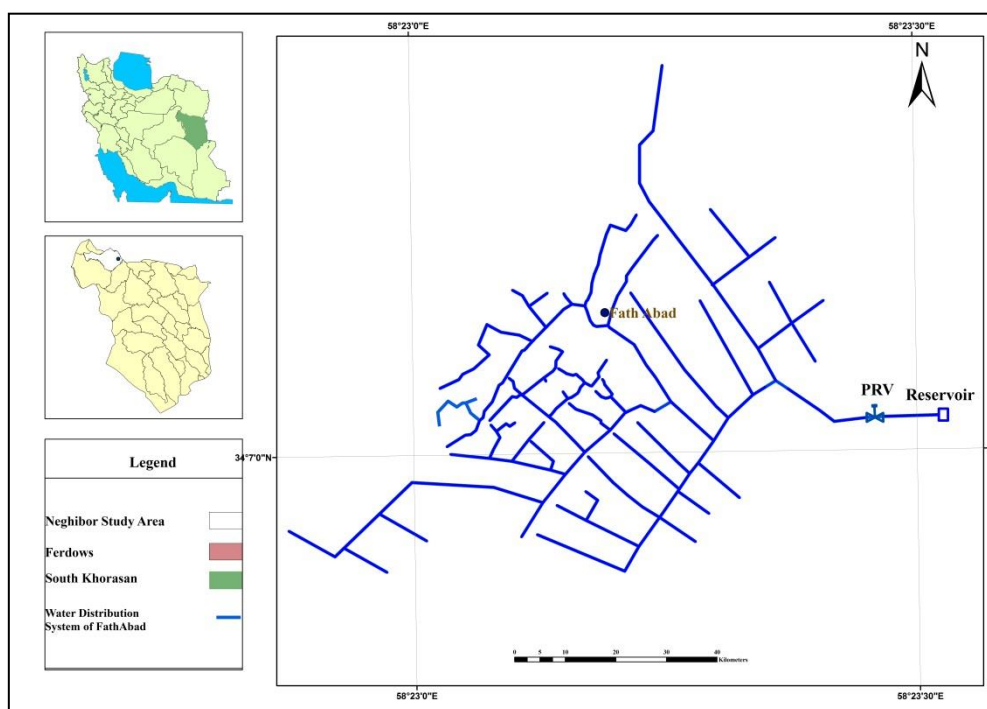 58°23'0"E
58°23'30"E
N
Fath Abad
PRV
Reservoir
34°7'0"N
Legend
Neghibor Study Area
Ferdows
South Khorasan
Water Distribution
System of FathAbad
0 5 10 20 30 40
Kilometers
58°23'0"E
58°23'30"E